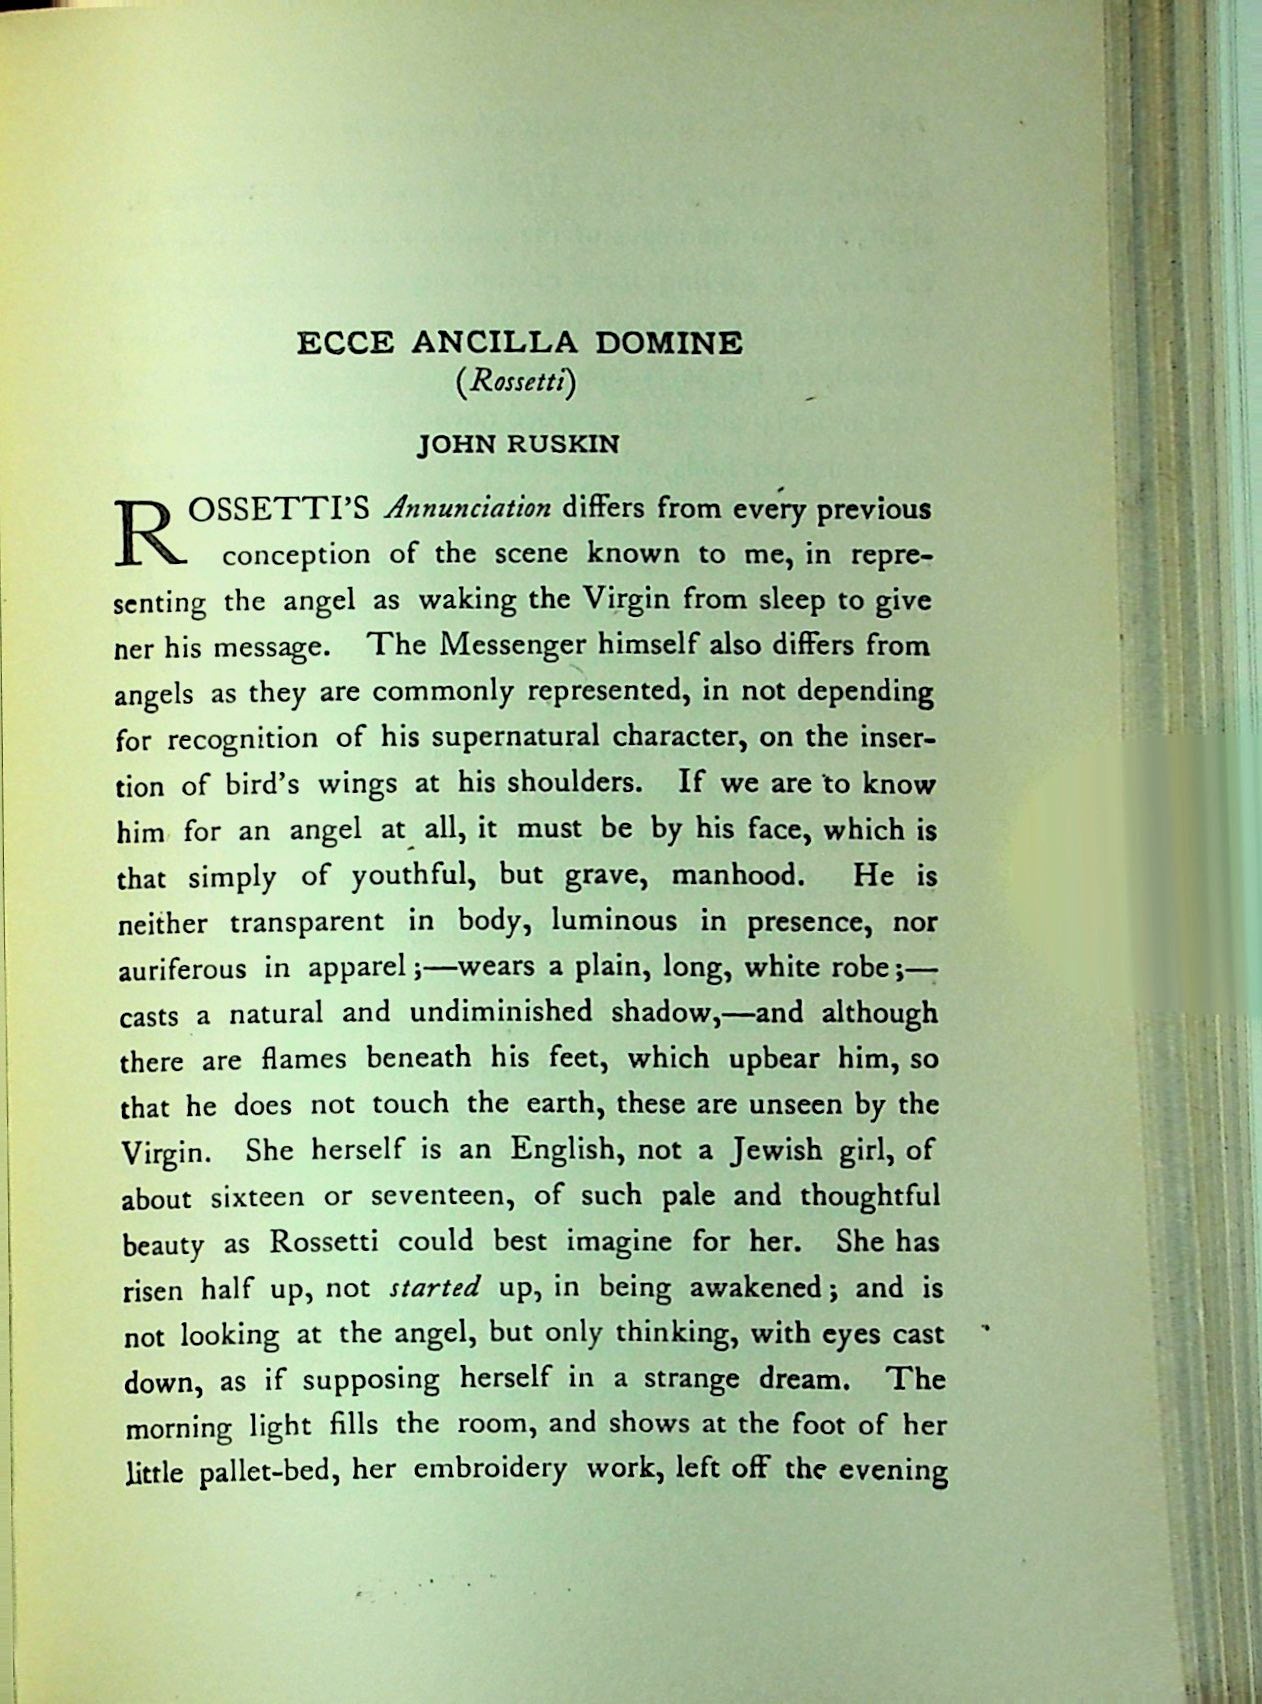 ECCE ANCILLA DOMINE
(Rossetti)
JOHN RUSKIN
ROSSETTI'S Annunciation differs from every previous
conception of the scene known to me, in repre-
senting the angel as waking the Virgin from sleep to give
ner his message. The Messenger himself also differs from
angels as they are commonly represented, in not depending
for recognition of his supernatural character, on the inser-
tion of bird's wings at his shoulders. If we are to know
him for an angel at all, it must be by his face, which is
that simply of youthful, but grave, manhood. He is
neither transparent in body, luminous in presence, nor
auriferous in apparel;—wears a plain, long, white robe;—
casts a natural and undiminished shadow,—and although
there are flames beneath his feet, which upbear him, so
that he does not touch the earth, these are unseen by the
Virgin. She herself is an English, not a Jewish girl, of
about sixteen or seventeen, of such pale and thoughtful
beauty as Rossetti could best imagine for her. She has
risen half up, not started up, in being awakened; and is
not looking at the angel, but only thinking, with eyes cast
down, as if supposing herself in a strange dream. The
morning light fills the room, and shows at the foot of her
little pallet-bed, her embroidery work, left off the evening